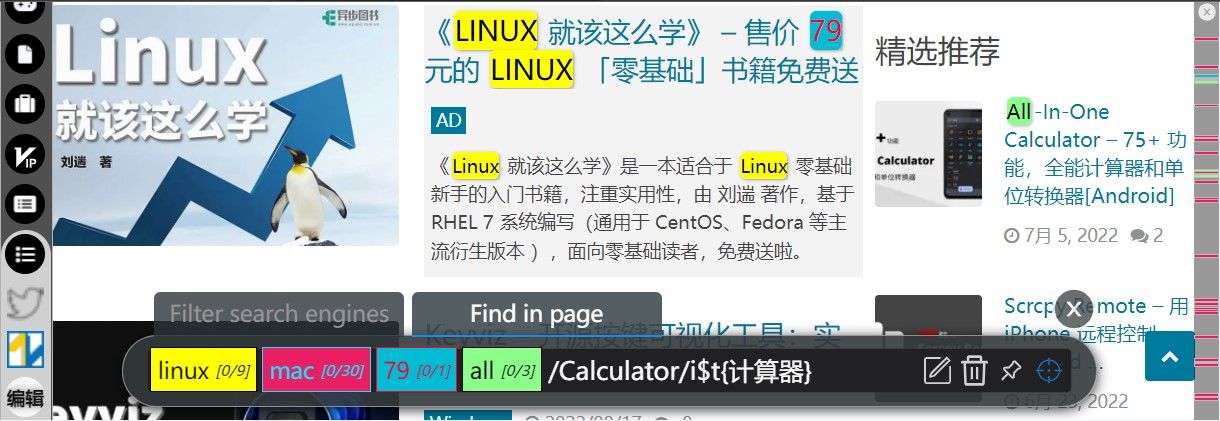 异步图书
Linux
就该这么学
刘遄 著
VIP
编辑
《LINUX 就该这么学》 – 售价 79
元的 LINUX 「零基础」书籍免费送
AD
《Linux 就该这么学》是一本适合于 Linux 零基础
新手的入门书籍，注重实用性，由 刘遄 著作，基于
RHEL 7 系统编写（通用于 CentOS、Fedora 等主
流衍生版本 ），面向零基础读者，免费送啦。
精选推荐
+ 功能
Calculator
和单位转换器
All-In-One
Calculator – 75+ 功
能，全能计算器和单
位转换器[Android]
7月 5, 2022 2
Scrcpy Remote – 用
iPhone 远程控制
Keyviz – 开源按键可视化工具：实
Filter search engines
Find in page
linux [0/9] mac [0/30] 79 [0/1] all [0/3] /Calculator/i$t{计算器}
6月 23, 2022